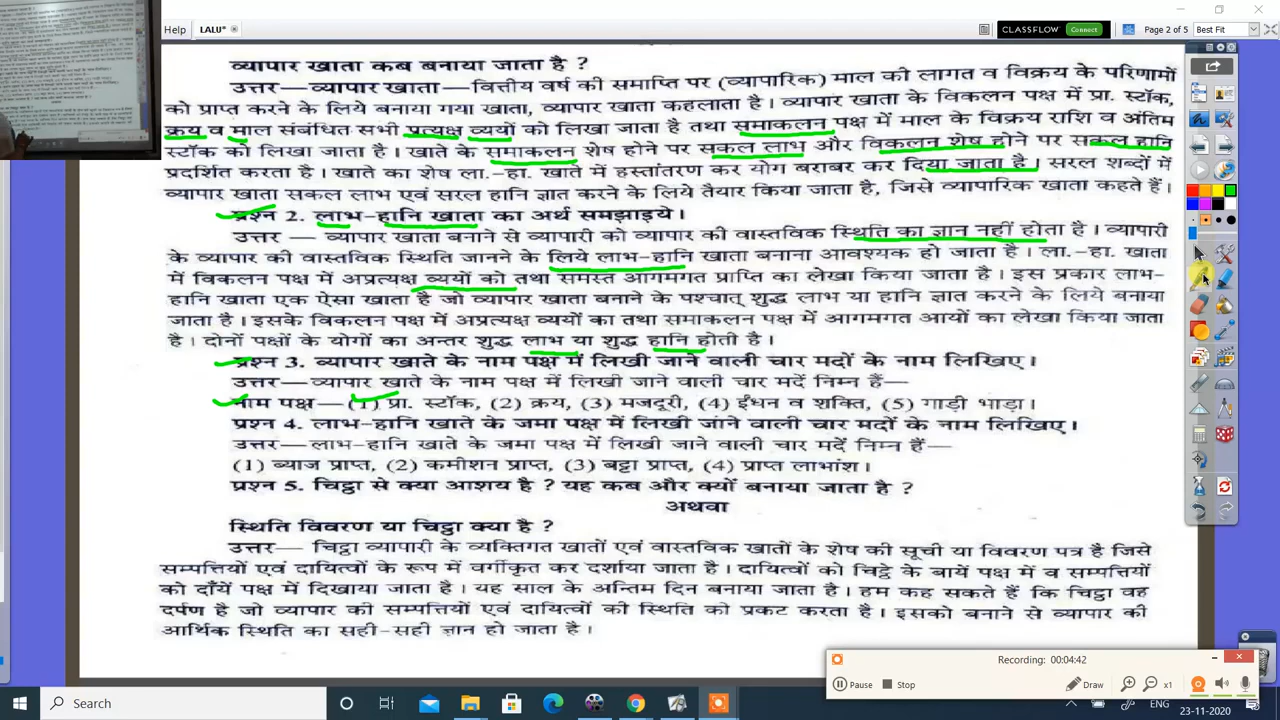 Help LALU* CLASSFLOW Connect Page 2 of 5 Best Fit
खाता कब बनाया जाता है ?
उत्तर — व्यापार खाता वर्ष की समाप्ति पर माल के व विक्रय के परिणामों
को के लिये बनाया गया खाता व्यापार खाता कहलाता है। व्यापार खाते के विकलन पक्ष में प्रा. स्टॉक,
क्रय व माल संबंधित सभी प्रत्यक्ष व्ययों को लिखा जाता है तथा पक्ष में माल के विक्रय राशि व अंतिम
स्टॉक को लिखा जाता है। खाते के समाकलन शेष होने पर सकल लाभ और विकलन शेष होने पर सकल हानि
प्रदर्शित करता है। खाते का शेष ला.-हा. खाते में हस्तांतरण कर योग बराबर कर दिया जाता है। सरल शब्दों में
व्यापार खाता सकल लाभ एवं सरल हानि ज्ञात करने के लिये तैयार किया जाता है, जिसे व्यापारिक खाता कहते हैं।
प्रश्न 2. लाभ-हानि खाता का अर्थ समझाइये।
उत्तर — व्यापार खाता बनाने से व्यापारी को व्यापार की वास्तविक स्थिति का ज्ञान नहीं होता है। व्यापारी
के व्यापार की वास्तविक स्थिति जानने के लिये लाभ-हानि खाता बनाना आवश्यक हो जाता है। ला.-हा. खाता
में विकलन पक्ष में अप्रत्यक्ष व्ययों को तथा समस्त आगमगत प्राप्ति का लेखा किया जाता है। इस प्रकार लाभ-
हानि खाता एक ऐसा खाता है जो व्यापार खाता बनाने के पश्चात् शुद्ध लाभ या हानि ज्ञात करने के लिये बनाया
जाता है। इसके विकलन पक्ष में अप्रत्यक्ष व्ययों का तथा समाकलन पक्ष में आगमगत आयों का लेखा किया जाता
है। दोनों पक्षों के योगों का अन्तर शुद्ध लाभ या शुद्ध हानि होती है।
प्रश्न 3. व्यापार खाते के नाम पक्ष में लिखी जाने वाली चार मदों के नाम लिखिए।
उत्तर—व्यापार खाते के नाम पक्ष में लिखी जाने वाली चार मदें निम्न हैं—
नाम पक्ष— (1) प्रा. स्टॉक, (2) क्रय, (3) मजदूरी, (4) ईंधन व शक्ति, (5) गाड़ी भाड़ा।
प्रश्न 4. लाभ-हानि खाते के जमा पक्ष में लिखी जांने वाली चार मदों के नाम लिखिए।
उत्तर—लाभ-हानि खाते के जमा पक्ष में लिखी जाने वाली चार मदें निम्न हैं—
(1) ब्याज प्राप्त, (2) कमीशन प्राप्त, (3) बट्टा प्राप्त, (4) प्राप्त लाभांश।
प्रश्न 5. चिट्ठा से क्या आशय है ? यह कब और क्यों बनाया जाता है ?
अथवा
स्थिति विवरण या चिट्ठा क्या है ?
उत्तर— चिट्ठा व्यापारी के व्यक्तिगत खातों एवं वास्तविक खातों के शेष की सूची या विवरण पत्र है जिसे
सम्पत्तियों एवं दायित्वों के रूप में वर्गीकृत कर दर्शाया जाता है। दायित्वों को चिट्ठे के बायें पक्ष में व सम्पत्तियों
को दाँयें पक्ष में दिखाया जाता है। यह साल के अन्तिम दिन बनाया जाता है। हम कह सकते हैं कि चिट्ठा वह
दर्पण है जो व्यापार की सम्पत्तियों एवं दायित्वों की स्थिति को प्रकट करता है। इसको बनाने से व्यापार की
आर्थिक स्थिति का सही-सही ज्ञान हो जाता है।
Recording: 00:04:42
Pause Stop Draw x1
Search
09:20 AM
23-11-2020